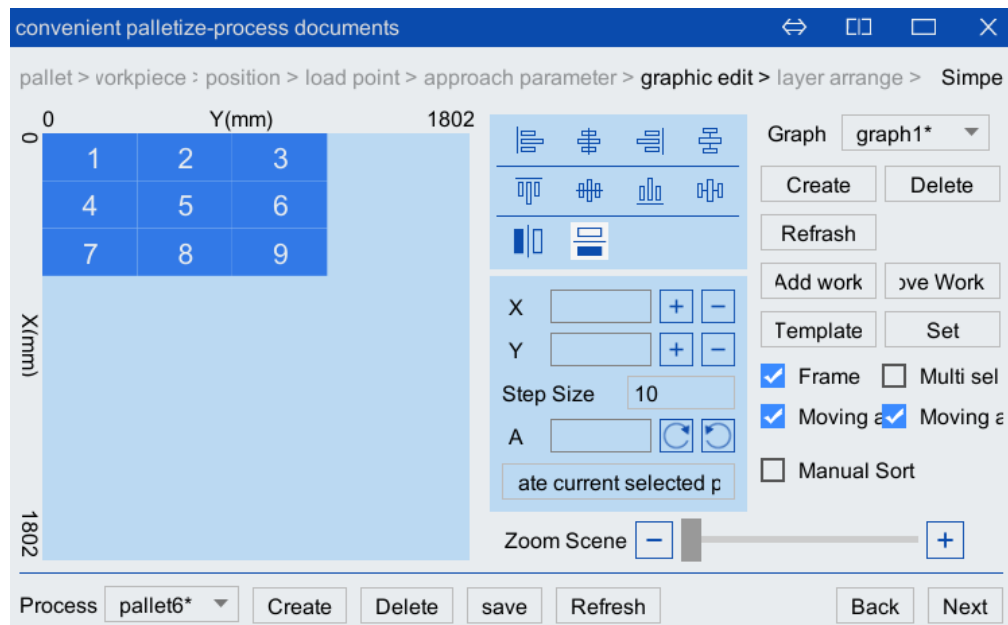 convenient palletize-process documents
pallet > vorkpiece > position > load point > approach parameter > graphic edit > layer arrange > Simpe
0 Y(mm) 1802
0
X(mm)
1802
1 2 3
4 5 6
7 8 9
X
Y
Step Size 10
A
ate current selected p
Zoom Scene
Graph graph1*
Create Delete
Refrash
Add work ove Work
Template Set
Frame Multi sel
Moving a Moving a
Manual Sort
Process pallet6* Create Delete save Refresh Back Next